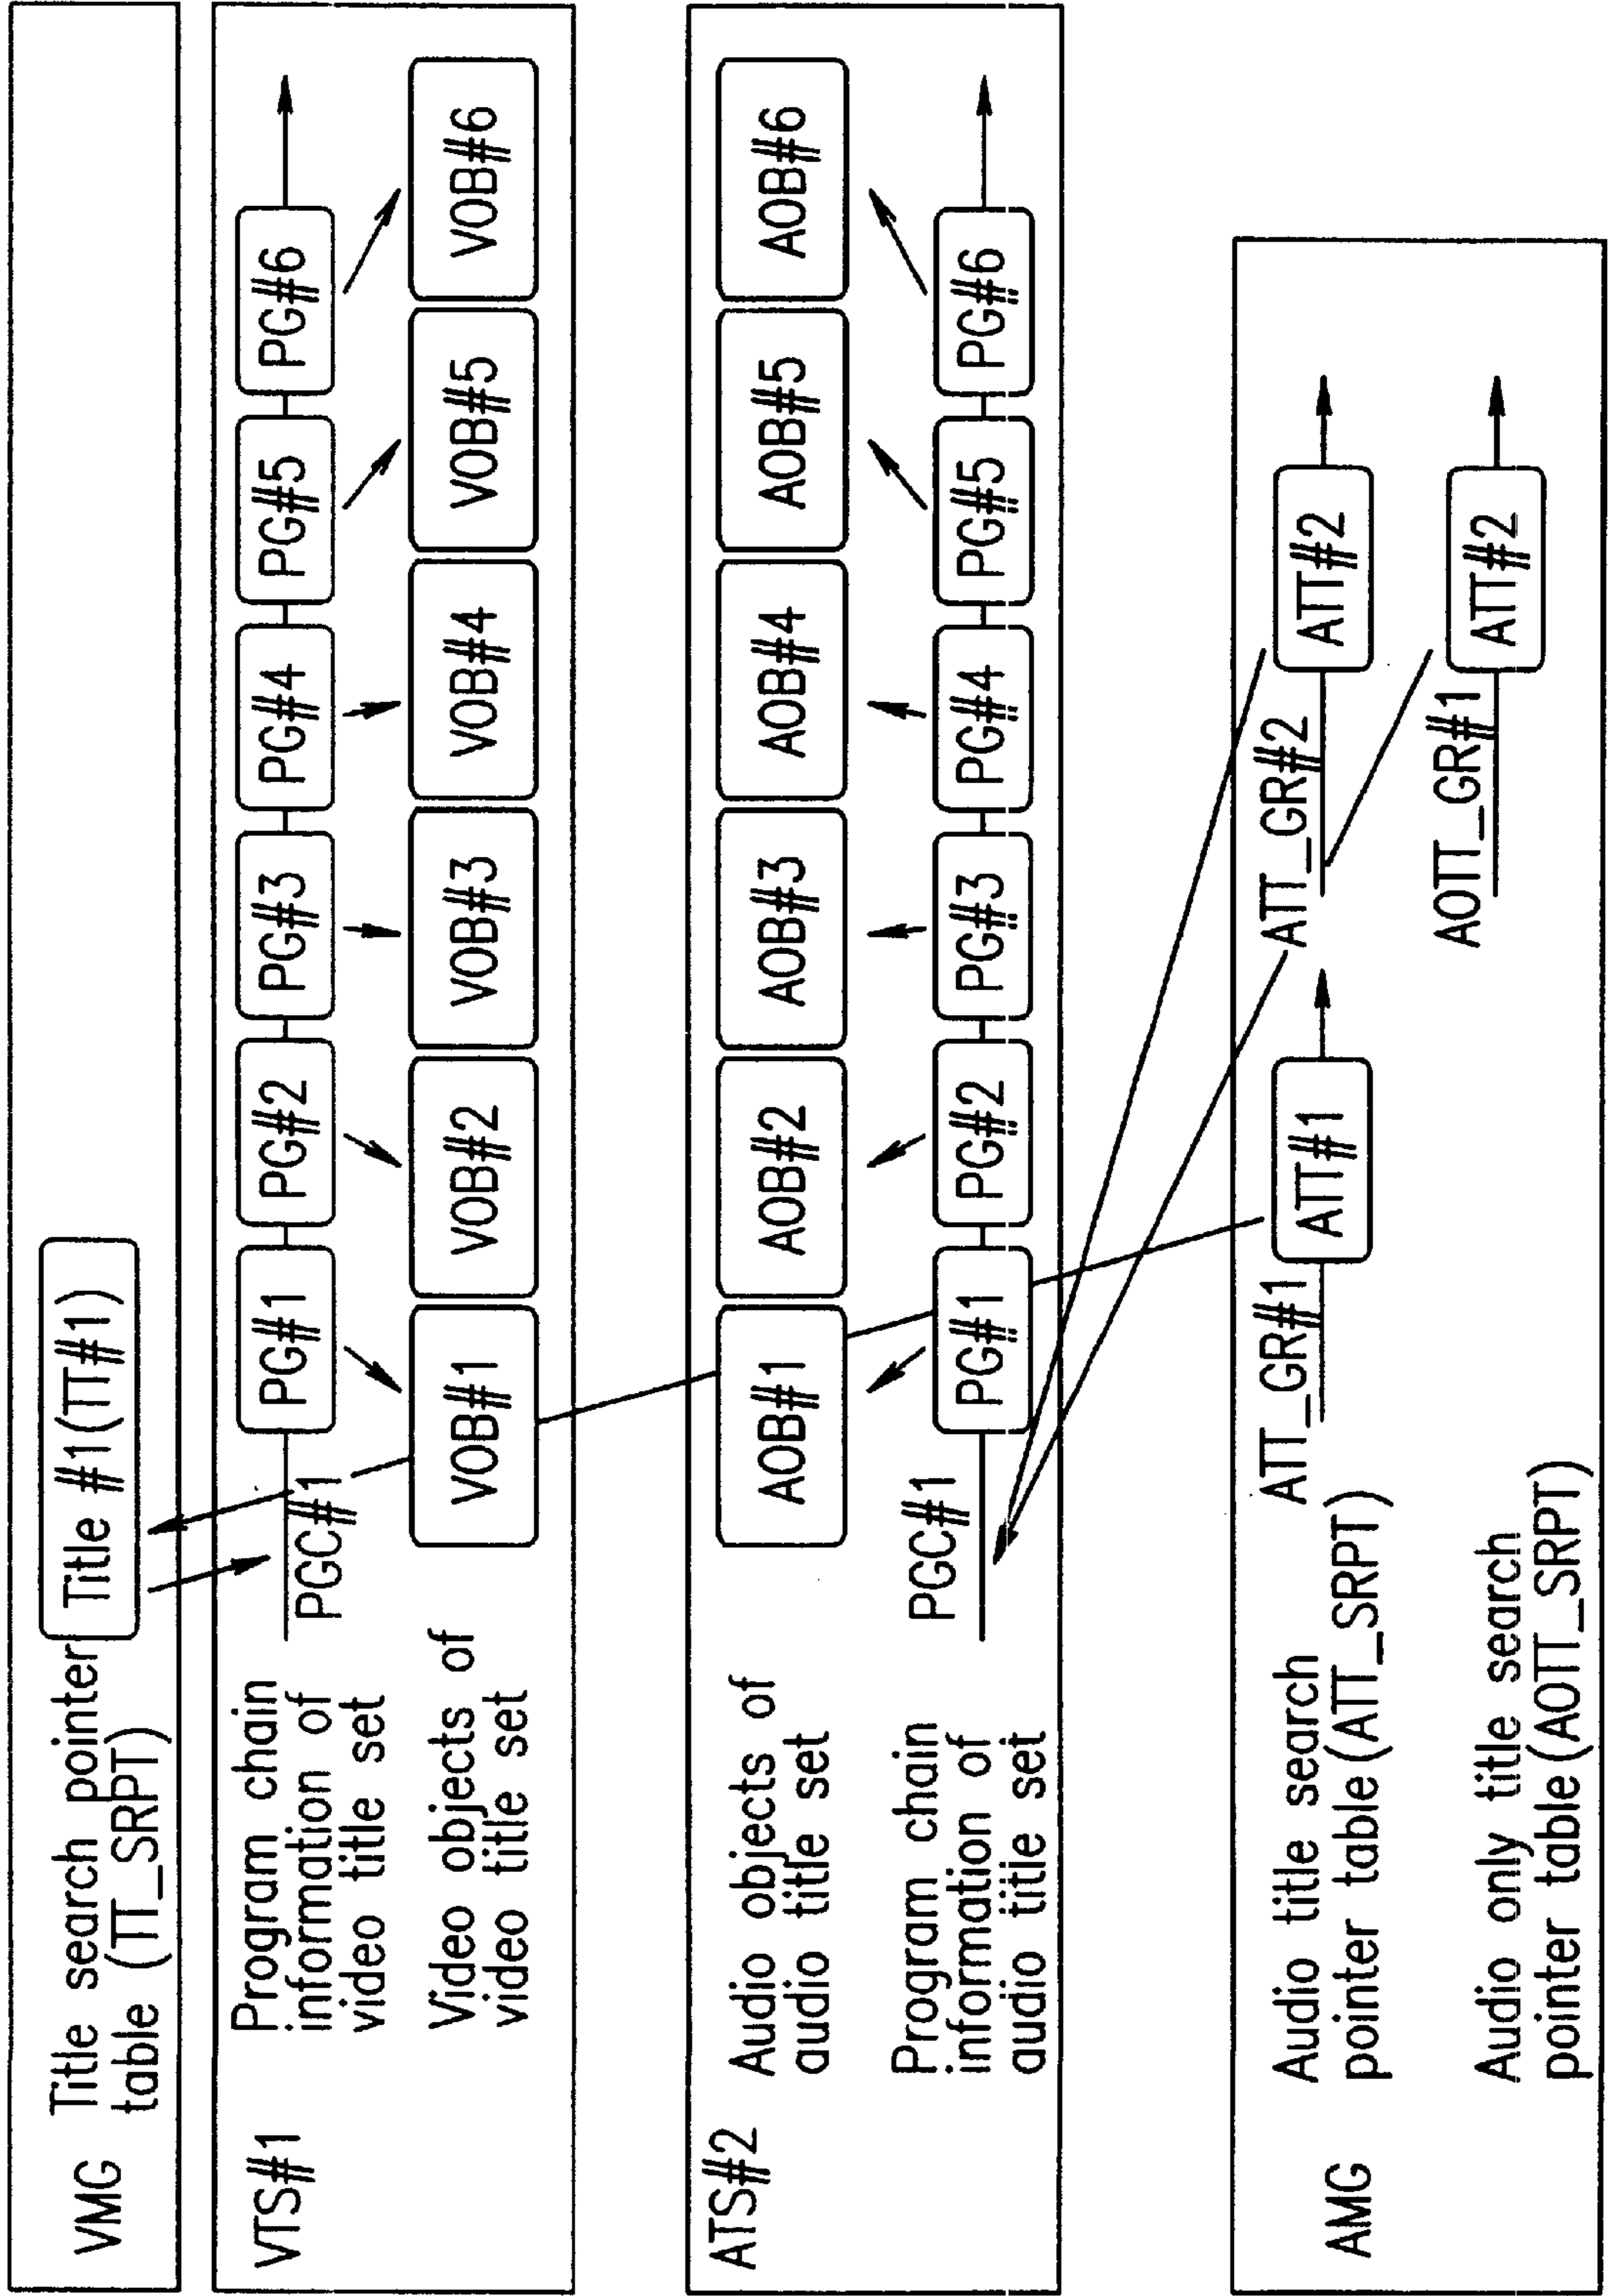 VMG
Title search pointer
table (TT_SRPT)
Title #1(TT#1)
VTS#1
Program chain
information of
video title set
PGC#1
PG#1
PG#2
PG#3
PG#4
PG#5
PG#6
Video objects of
video title set
VOB#1
VOB#2
VOB#3
VOB#4
VOB#5
VOB#6
ATS#2
Audio objects of
audio title set
AOB#1
AOB#2
AOB#3
AOB#4
AOB#5
AOB#6
Program chain
information of
audio title set
PGC#1
PG#1
PG#2
PG#3
PG#4
PG#5
PG#6
AMG
Audio title search
pointer table(ATT_SRPT)
ATT_GR#1
ATT#1
ATT_GR#2
ATT#2
Audio only title search
pointer table(AOTT_SRPT)
AOTT_GR#1
ATT#2